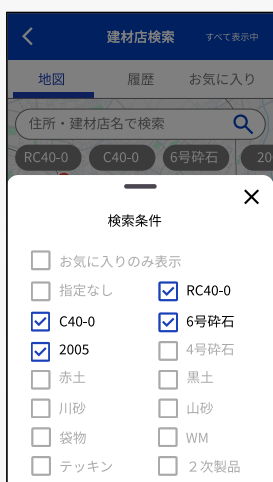 建材店検索 すべて表示中
地図 履歴 お気に入り
住所・建材店名で検索
RC40-0 C40-0 6号砕石 20
検索条件
お気に入りのみ表示
指定なし RC40-0
C40-0 6号砕石
2005 4号砕石
赤土 黒土
川砂 山砂
袋物 WM
テッキン ２次製品